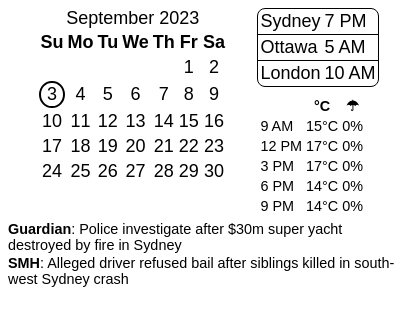 September 2023
Su Mo Tu We Th Fr Sa
1 2
3 4 5 6 7 8 9
10 11 12 13 14 15 16
17 18 19 20 21 22 23
24 25 26 27 28 29 30
Sydney 7 PM
Ottawa 5 AM
London 10 AM
°C ☂
9 AM 15°C 0%
12 PM 17°C 0%
3 PM 17°C 0%
6 PM 14°C 0%
9 PM 14°C 0%
Guardian: Police investigate after $30m super yacht
destroyed by fire in Sydney
SMH: Alleged driver refused bail after siblings killed in south-
west Sydney crash